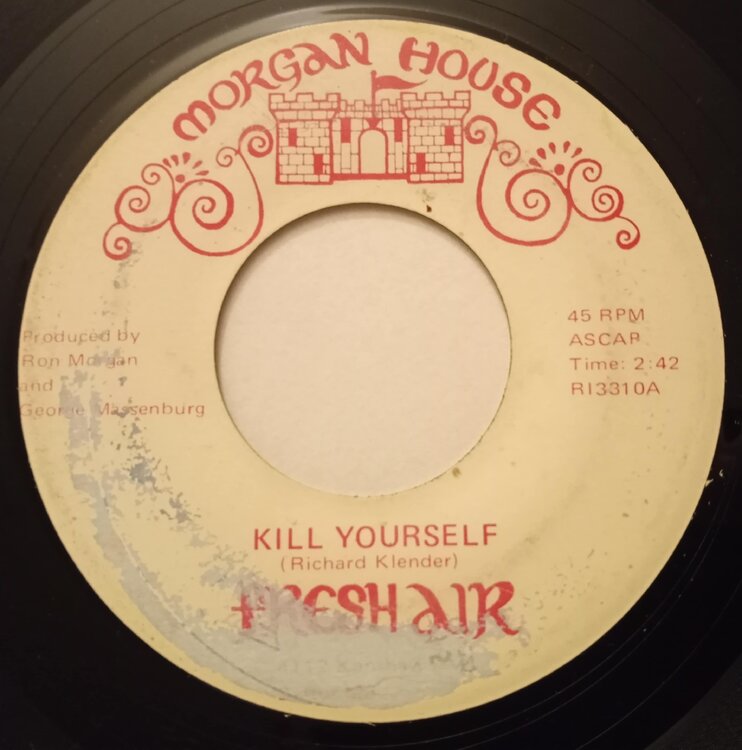 MORGAN HOUSE
Produced by
Ron Morgan
and
George Massenburg
45 RPM
ASCAP
Time: 2:42
RI3310A
KILL YOURSELF
(Richard Klender)
FRESH AIR